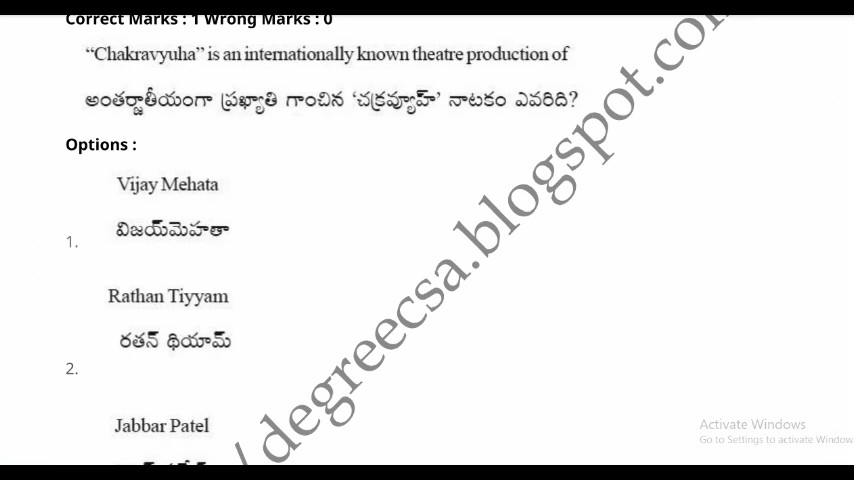 Correct Marks : 1 Wrong Marks : 0
“Chakravyuha” is an internationally known theatre production of
అంతర్జాతీయంగా ప్రఖ్యాతి గాంచిన ‘చక్రవ్యూహ్’ నాటకం ఎవరిది?
Options :
Vijay Mehata
విజయ్‌మెహతా
1.
Rathan Tiyyam
రతన్ థియామ్
2.
Jabbar Patel
/degreecsa.blogspot.com
Activate Windows
Go to Settings to activate Window